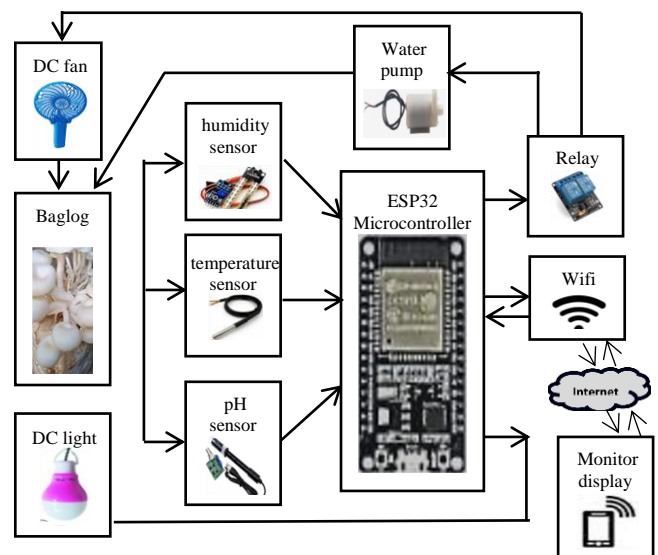 DC fan
Water
pump
humidity
sensor
Relay
ESP32
Microcontroller
Baglog
temperature
sensor
Wifi
Internet
pH
sensor
DC light
Monitor
display